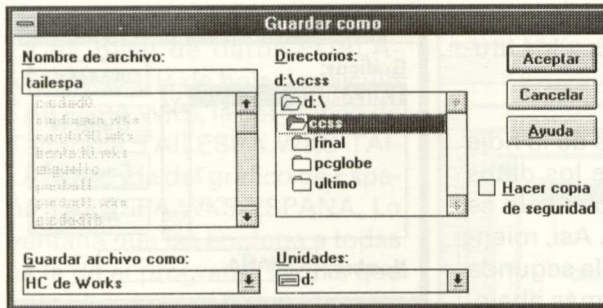 Guardar como
Nombre de archivo:
tailespa
Directorios:
d:\ccss
d:\
ccss
final
pcglobe
ultimo
Aceptar
Cancelar
Ayuda
Hacer copia
de seguridad
Guardar archivo como:
HC de Works
Unidades:
d: